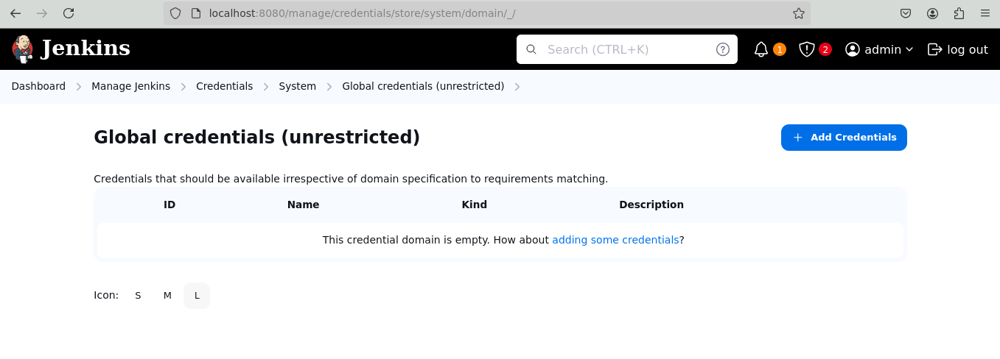 localhost:8080/manage/credentials/store/system/domain/_/
Jenkins Search (CTRL+K) 1 2 admin log out
Dashboard Manage Jenkins Credentials System Global credentials (unrestricted)
Global credentials (unrestricted) Add Credentials
Credentials that should be available irrespective of domain specification to requirements matching.
ID Name Kind Description
This credential domain is empty. How about adding some credentials?
Icon: S M L